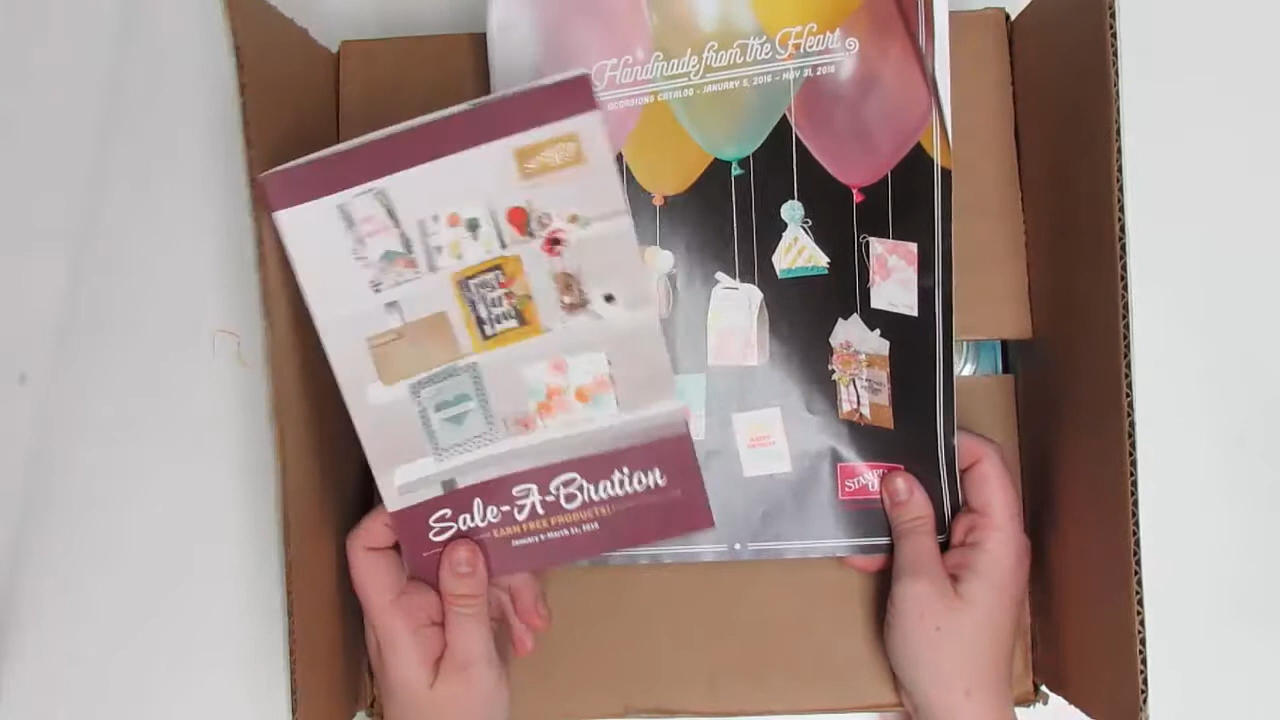 Handmade from the Heart
OCCASIONS CATALOG • JANUARY 5, 2016 – MAY 31, 2016
STAMPIN'
Sale-A-Bration
EARN FREE PRODUCTS!
January 5–March 31, 2016